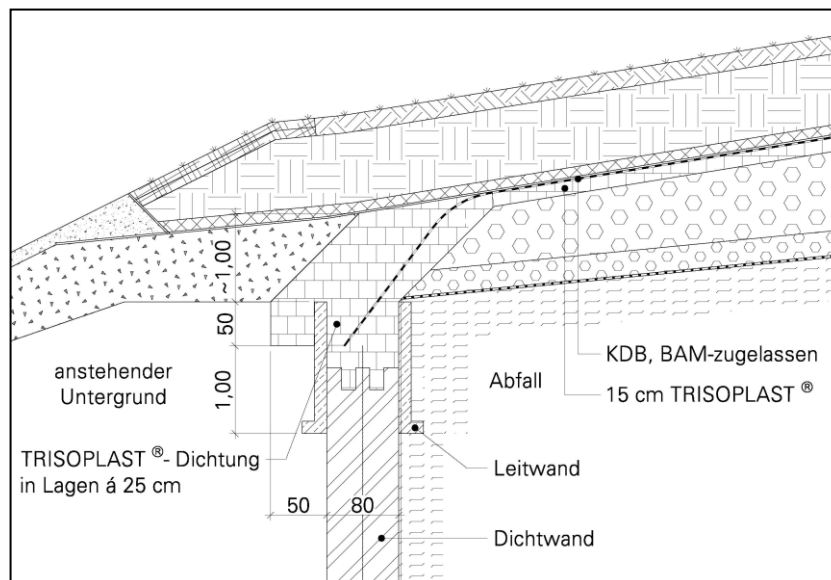 ~1,00
50
1,00
anstehender
Untergrund
TRISOPLAST ®- Dichtung
in Lagen á 25 cm
50
80
Abfall
KDB, BAM-zugelassen
15 cm TRISOPLAST ®
Leitwand
Dichtwand